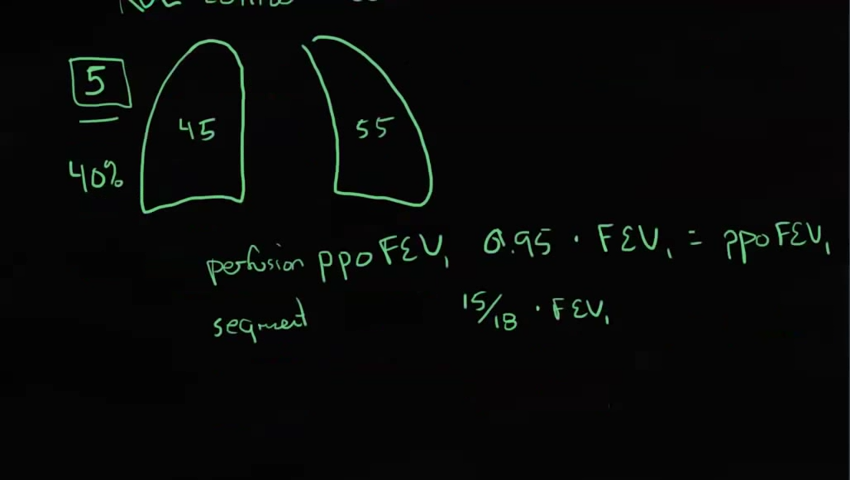 5
45 55
40%
perfusion ppoFEV₁ 0.95 · FEV₁ = ppoFEV₁
segment 15/18 · FEV₁